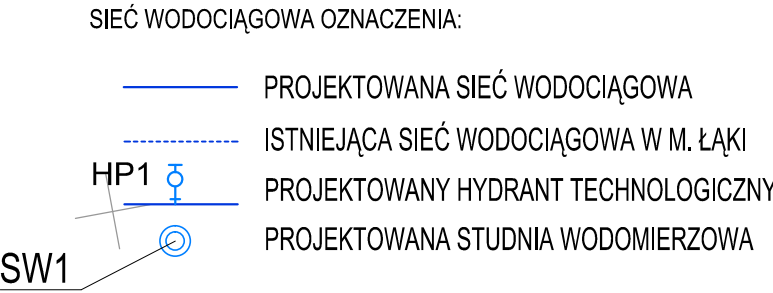 SIEĆ WODOCIĄGOWA OZNACZENIA:
PROJEKTOWANA SIEĆ WODOCIĄGOWA
ISTNIEJĄCA SIEĆ WODOCIĄGOWA W M. ŁĄKI
HP1
PROJEKTOWANY HYDRANT TECHNOLOGICZNY
PROJEKTOWANA STUDNIA WODOMIERZOWA
SW1